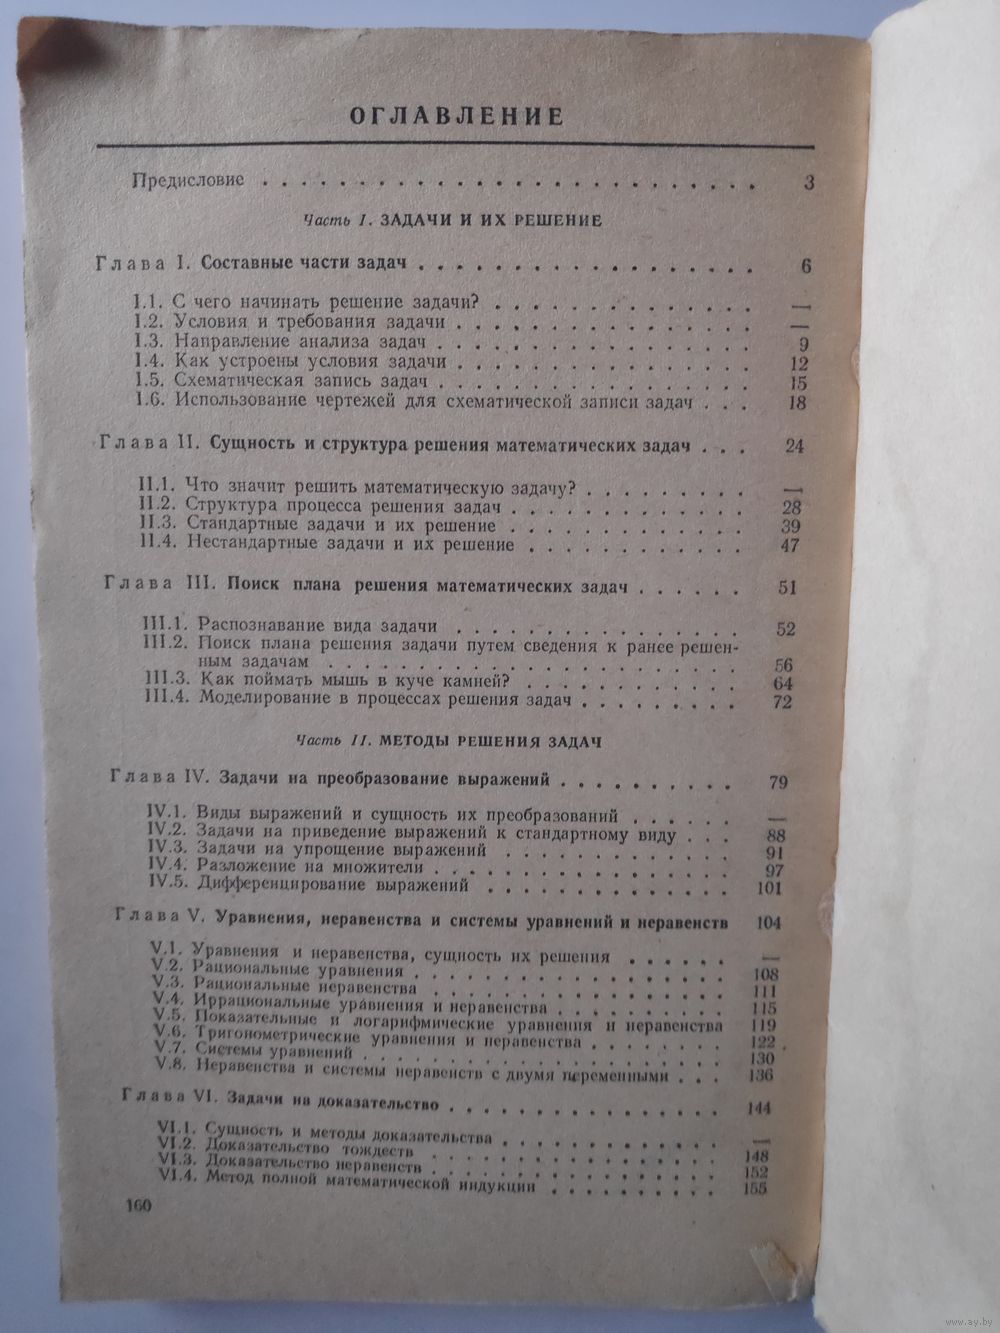 ОГЛАВЛЕНИЕ
Предисловие . . . . . . . . . . . . . . . . . . . . . . . . . . 3
Часть I. ЗАДАЧИ И ИХ РЕШЕНИЕ
Глава I. Составные части задач . . . . . . . . . . . . . . . . . . 6
I.1. С чего начинать решение задачи? . . . . . . . . . . . . . . —
I.2. Условия и требования задачи . . . . . . . . . . . . . . . . —
I.3. Направление анализа задач . . . . . . . . . . . . . . . . . 9
I.4. Как устроены условия задачи . . . . . . . . . . . . . . . . 12
I.5. Схематическая запись задач . . . . . . . . . . . . . . . . . 15
I.6. Использование чертежей для схематической записи задач . . . 18
Глава II. Сущность и структура решения математических задач . . . 24
II.1. Что значит решить математическую задачу? . . . . . . . . . —
II.2. Структура процесса решения задач . . . . . . . . . . . . . 28
II.3. Стандартные задачи и их решение . . . . . . . . . . . . . 39
II.4. Нестандартные задачи и их решение . . . . . . . . . . . . 47
Глава III. Поиск плана решения математических задач . . . . . . 51
III.1. Распознавание вида задачи . . . . . . . . . . . . . . . . 52
III.2. Поиск плана решения задачи путем сведения к ранее решен-
ным задачам . . . . . . . . . . . . . . . . . . . . . . 56
III.3. Как поймать мышь в куче камней? . . . . . . . . . . . . 64
III.4. Моделирование в процессах решения задач . . . . . . . . . 72
Часть II. МЕТОДЫ РЕШЕНИЯ ЗАДАЧ
Глава IV. Задачи на преобразование выражений . . . . . . . . . . 79
IV.1. Виды выражений и сущность их преобразований . . . . . . —
IV.2. Задачи на приведение выражений к стандартному виду . . . 88
IV.3. Задачи на упрощение выражений . . . . . . . . . . . . . 91
IV.4. Разложение на множители . . . . . . . . . . . . . . . . 97
IV.5. Дифференцирование выражений . . . . . . . . . . . . . . 101
Глава V. Уравнения, неравенства и системы уравнений и неравенств 104
V.1. Уравнения и неравенства, сущность их решения . . . . . . —
V.2. Рациональные уравнения . . . . . . . . . . . . . . . . . 108
V.3. Рациональные неравенства . . . . . . . . . . . . . . . . 111
V.4. Иррациональные уравнения и неравенства . . . . . . . . . 115
V.5. Показательные и логарифмические уравнения и неравенства 119
V.6. Тригонометрические уравнения и неравенства . . . . . . . 122
V.7. Системы уравнений . . . . . . . . . . . . . . . . . . . 130
V.8. Неравенства и системы неравенств с двумя переменными . . . 136
Глава VI. Задачи на доказательство . . . . . . . . . . . . . . . 144
VI.1. Сущность и методы доказательства . . . . . . . . . . . . —
VI.2. Доказательство тождеств . . . . . . . . . . . . . . . . 148
VI.3. Доказательство неравенств . . . . . . . . . . . . . . . 152
VI.4. Метод полной математической индукции . . . . . . . . . 155
160
www.ay.by